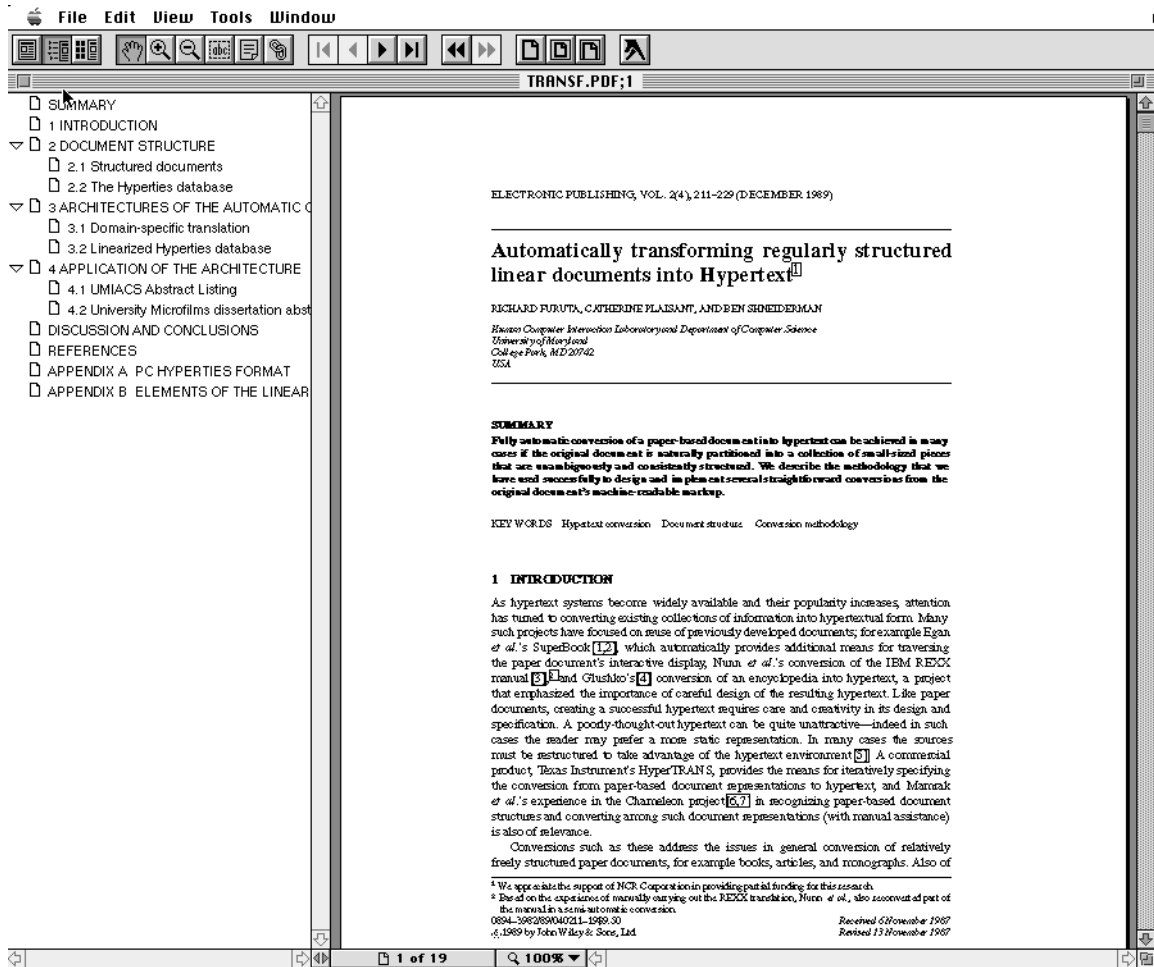 File Edit View Tools Window
abc
TRANSF.PDF;1
SUMMARY
1 INTRODUCTION
2 DOCUMENT STRUCTURE
2.1 Structured documents
2.2 The Hyperties database
3 ARCHITECTURES OF THE AUTOMATIC C
3.1 Domain-specific translation
3.2 Linearized Hyperties database
4 APPLICATION OF THE ARCHITECTURE
4.1 UMIACS Abstract Listing
4.2 University Microfilms dissertation abst
DISCUSSION AND CONCLUSIONS
REFERENCES
APPENDIX A PC HYPERTIES FORMAT
APPENDIX B ELEMENTS OF THE LINEAR
ELECTRONIC PUBLISHING, VOL. 2(4), 211–229 (DECEMBER 1989)
Automatically transforming regularly structured
linear documents into Hypertext1
RICHARD FURUTA, CATHERINE PLAISANT, AND BEN SHNEIDERMAN
Human Computer Interaction Laboratory and Department of Computer Science
University of Maryland
College Park, MD 20742
USA
SUMMARY
Fully automatic conversion of a paper-based document into hypertext can be achieved in many
cases if the original document is naturally partitioned into a collection of small-sized pieces
that are unambiguously and consistently structured. We describe the methodology that we
have used successfully to design and implement several straightforward conversions from the
original document's machine-readable markup.
KEY WORDS Hypertext conversion Document structure Conversion methodology
1 INTRODUCTION
As hypertext systems become widely available and their popularity increases, attention
has turned to converting existing collections of information into hypertextual form. Many
such projects have focused on reuse of previously developed documents; for example Egan
et al.'s SuperBook [1,2], which automatically provides additional means for traversing
the paper document's interactive display, Nunn et al.'s conversion of the IBM REXX
manual [3],2 and Glushko's [4] conversion of an encyclopedia into hypertext, a project
that emphasized the importance of careful design of the resulting hypertext. Like paper
documents, creating a successful hypertext requires care and creativity in its design and
specification. A poorly-thought-out hypertext can be quite unattractive—indeed in such
cases the reader may prefer a more static representation. In many cases the sources
must be restructured to take advantage of the hypertext environment [5]. A commercial
product, Texas Instrument's HyperTRANS, provides the means for iteratively specifying
the conversion from paper-based document representations to hypertext, and Mamrak
et al.'s experience in the Chameleon project [6,7] in recognizing paper-based document
structures and converting among such document representations (with manual assistance)
is also of relevance.
Conversions such as these address the issues in general conversion of relatively
freely structured paper documents, for example books, articles, and monographs. Also of
1 We appreciate the support of NCR Corporation in providing partial funding for this research.
2 Based on the experience of manually carrying out the REXX translation, Nunn et al., also reconverted part of
the manual in a semi-automatic conversion.
0894–3982/89/040211–19$9.50 Received 6 November 1987
©1989 by John Wiley & Sons, Ltd. Revised 13 November 1987
1 of 19 100%